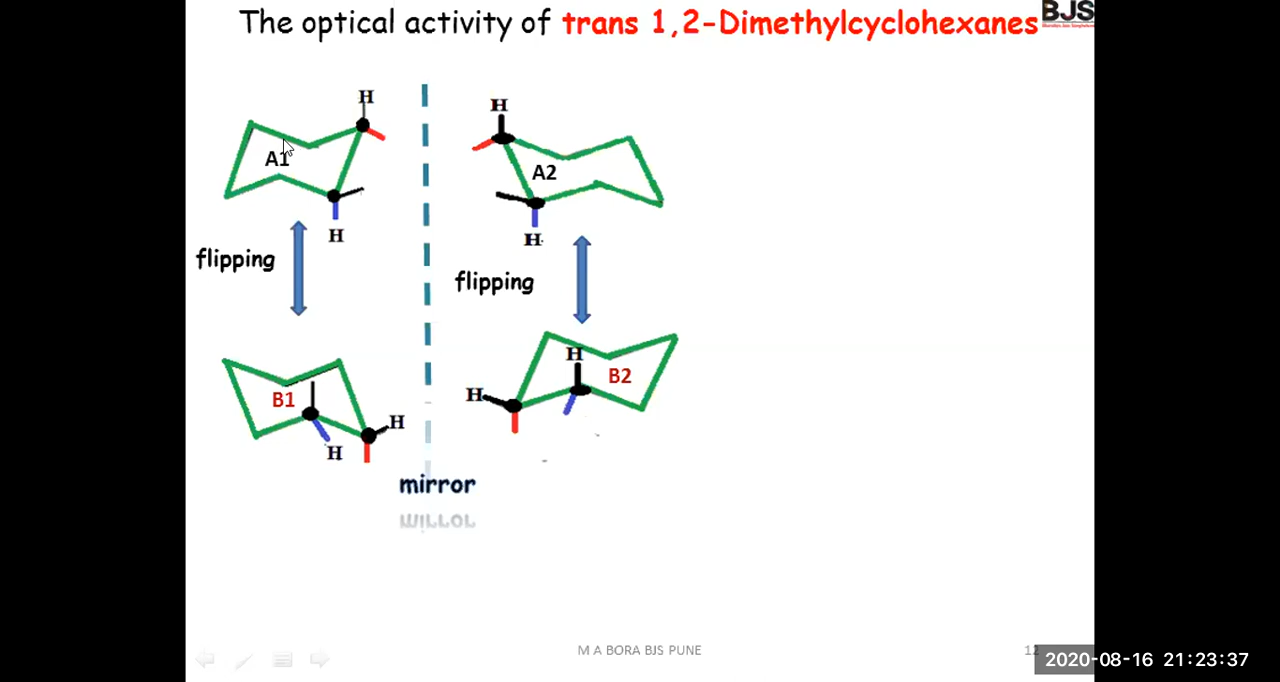 The optical activity of trans 1,2-Dimethylcyclohexanes
BJS
H
H
A1
A2
H
H
flipping
flipping
H
B2
B1
H
H
H
mirror
M A BORA BJS PUNE
12
2020-08-16 21:23:37